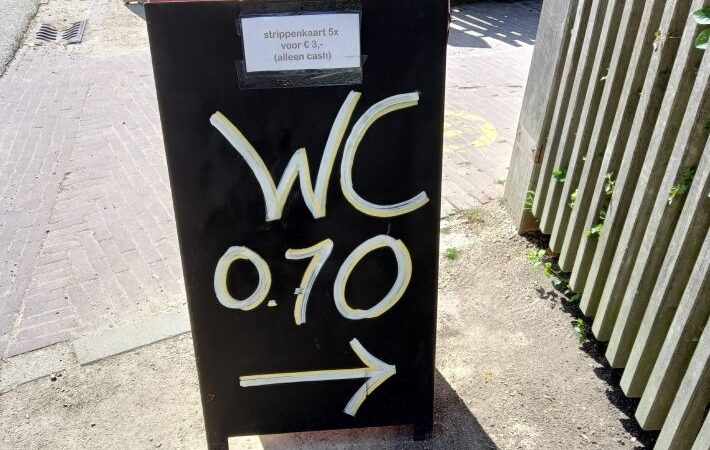 strippenkaart 5x
voor € 3,-
(alleen cash)
WC
0.70